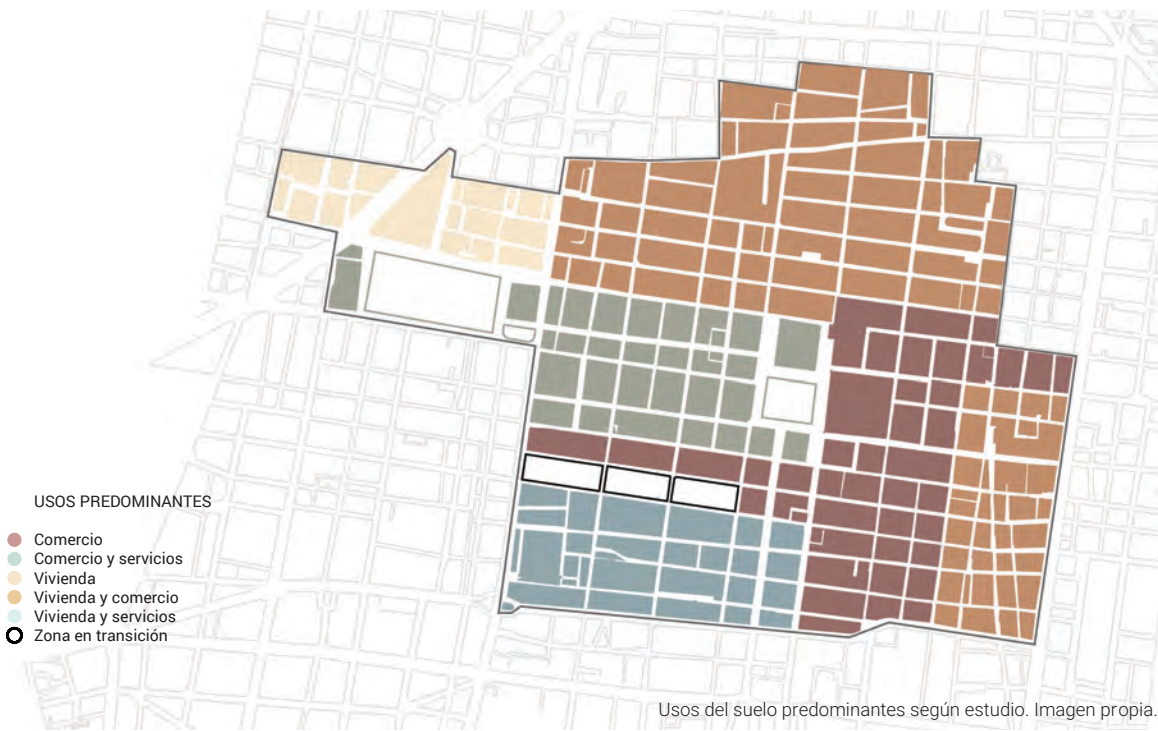 USOS PREDOMINANTES
Comercio
Comercio y servicios
Vivienda
Vivienda y comercio
Vivienda y servicios
Zona en transición
Usos del suelo predominantes según estudio. Imagen propia.